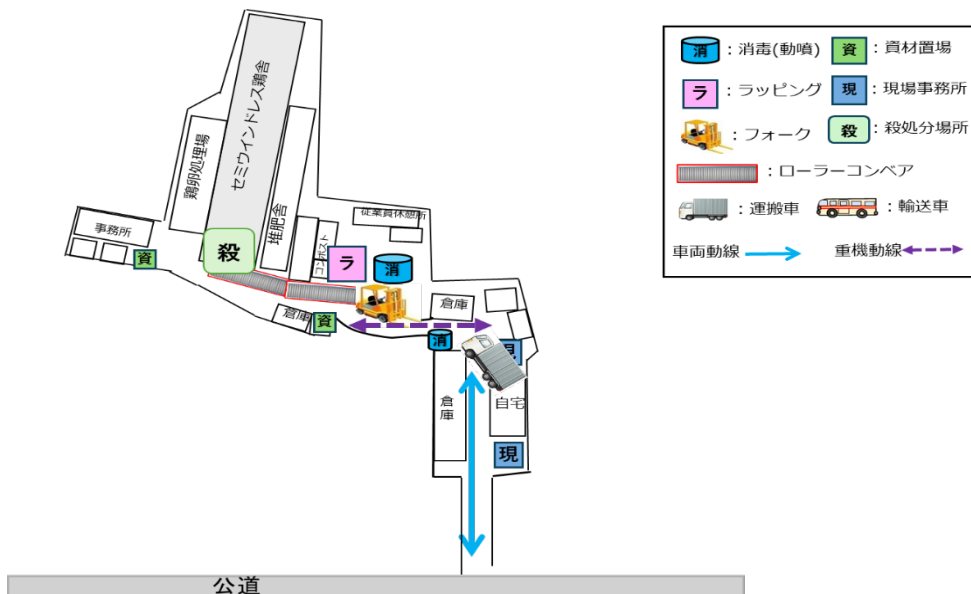 消 : 消毒(動噴)
資 : 資材置場
ラ : ラッピング
現 : 現場事務所
: フォーク
殺 : 殺処分場所
: ローラーコンベア
: 運搬車
: 輸送車
車両動線
重機動線
セミウインドレス鶏舎
鶏卵処理場
堆肥舎
従業員休憩所
事務所
コンポスト
殺
資
ラ
消
倉庫
倉庫
資
消
現
倉庫
自宅
現
公道